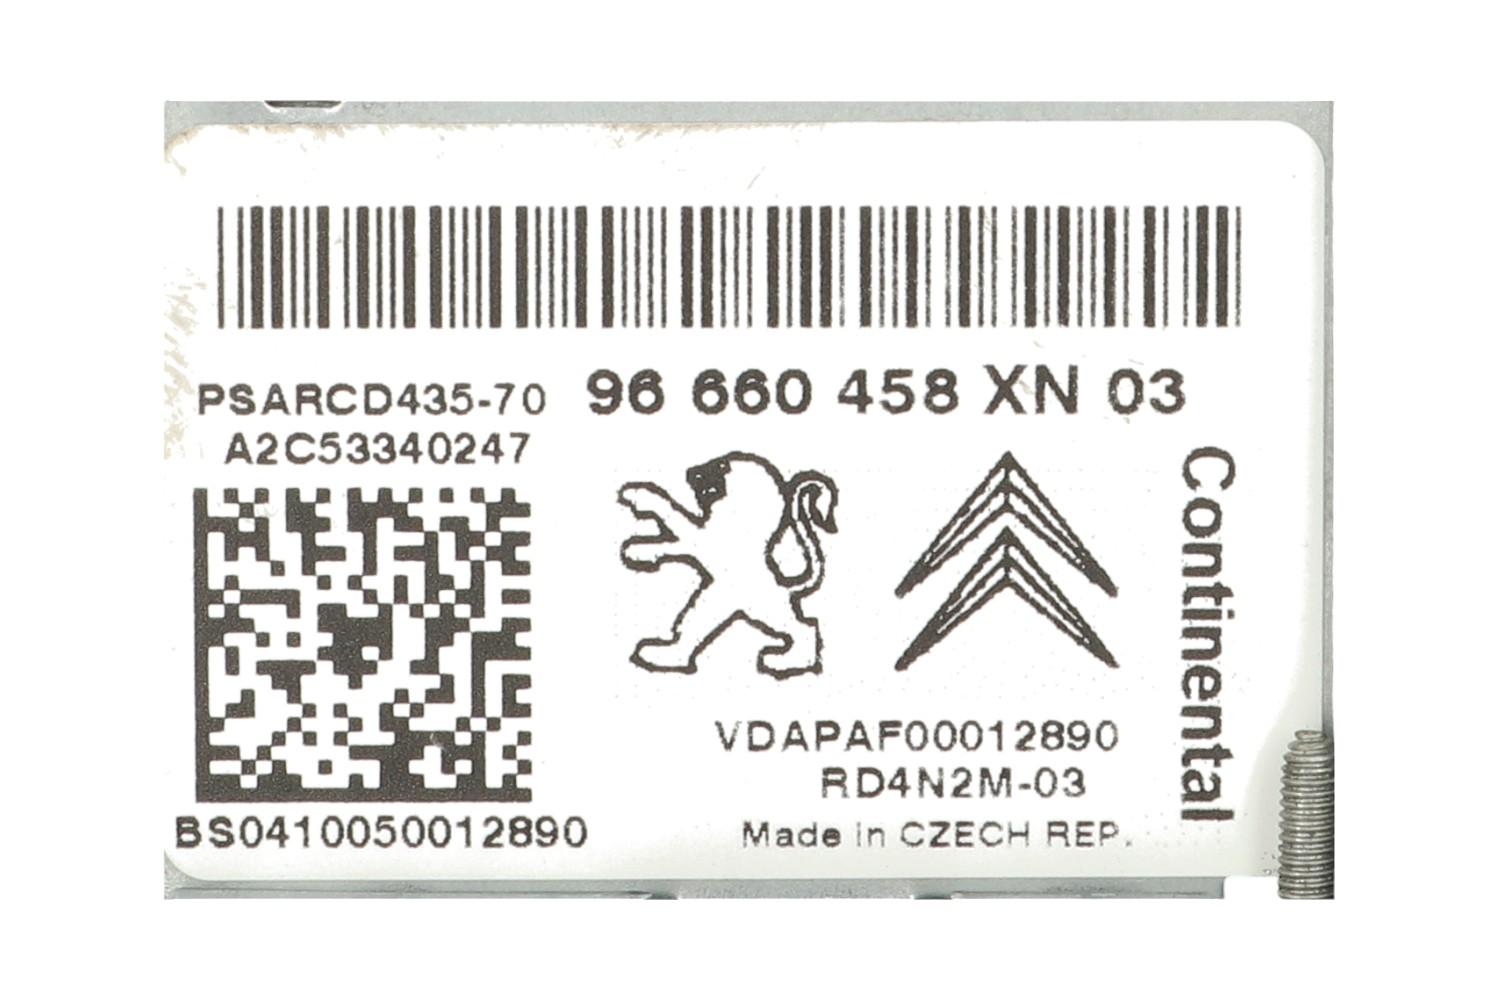 PSARCD435-70
96 660 458 XN 03
A2C53340247
Continental
VDAPAF00012890
RD4N2M-03
BS0410050012890
Made in CZECH REP.